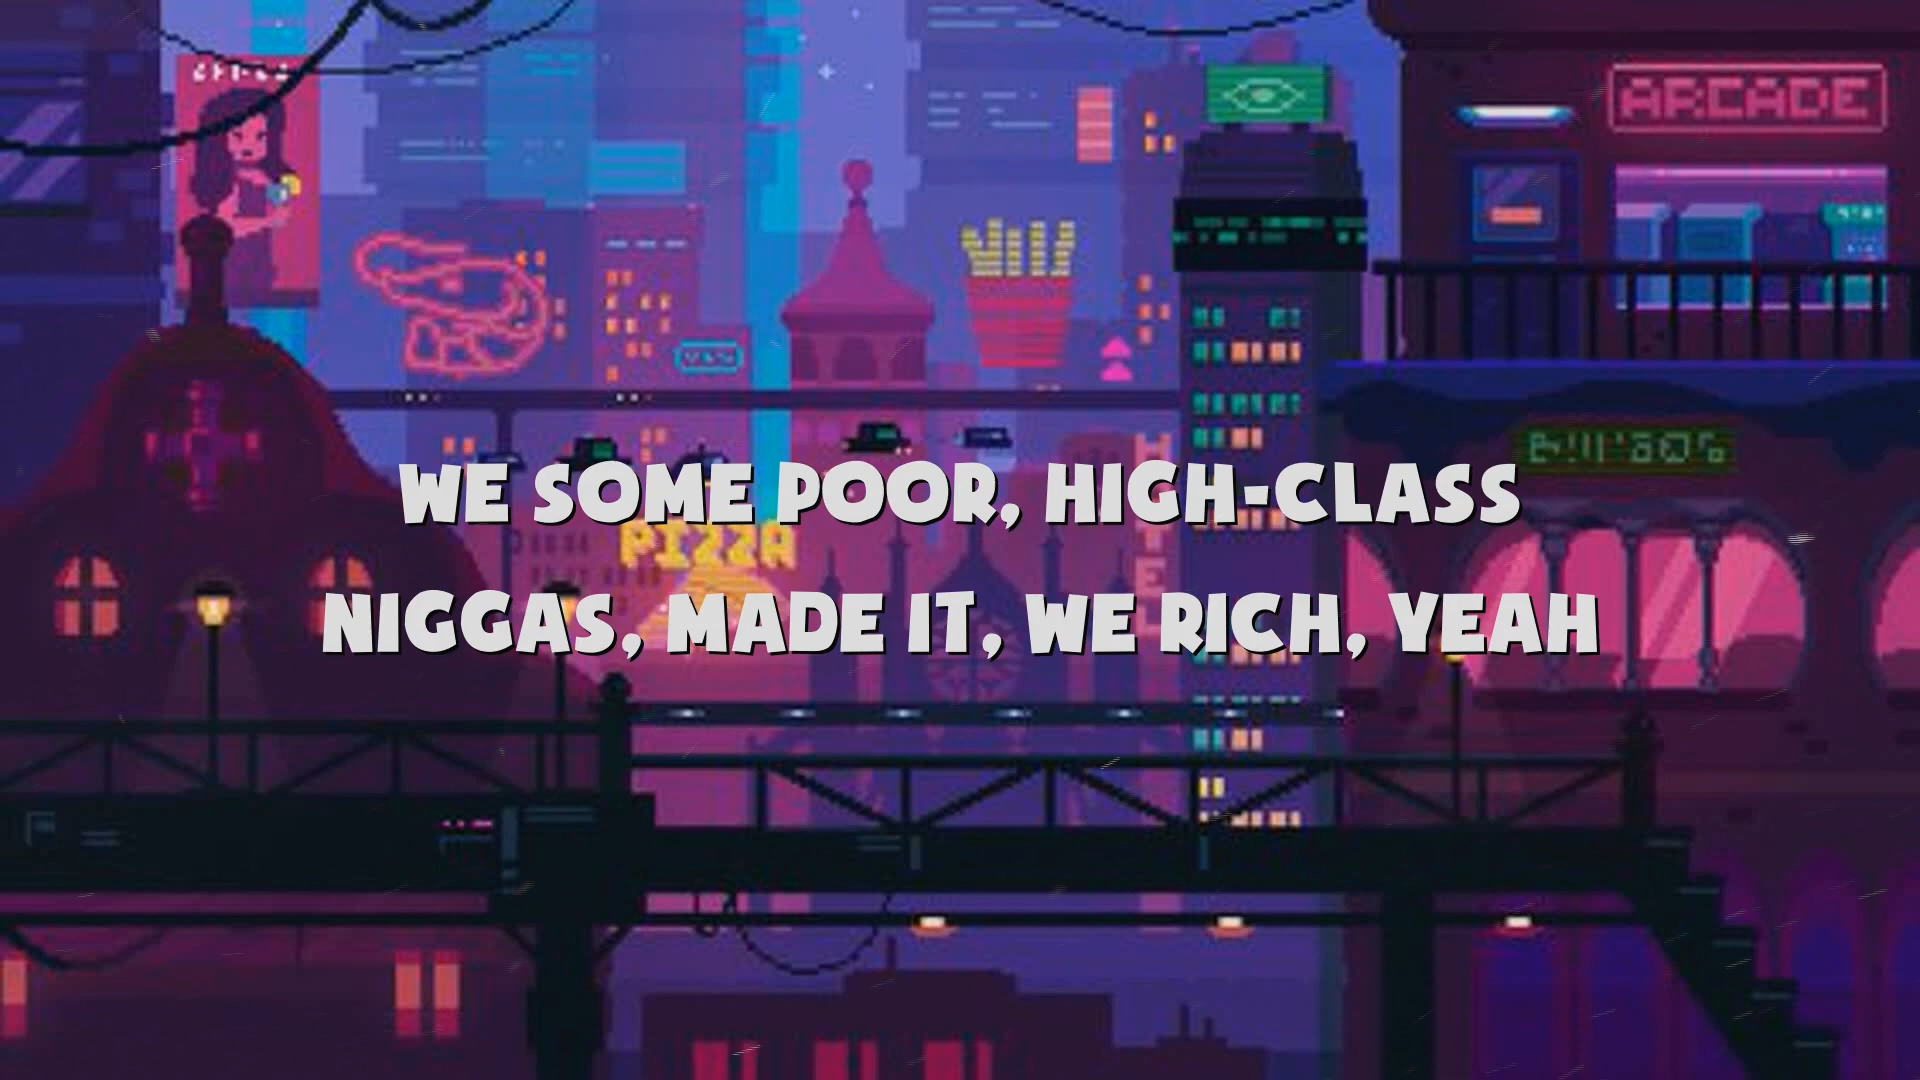 ARCADE
WE SOME POOR, HIGH-CLASS
PIZZA
NIGGAS, MADE IT, WE RICH, YEAH